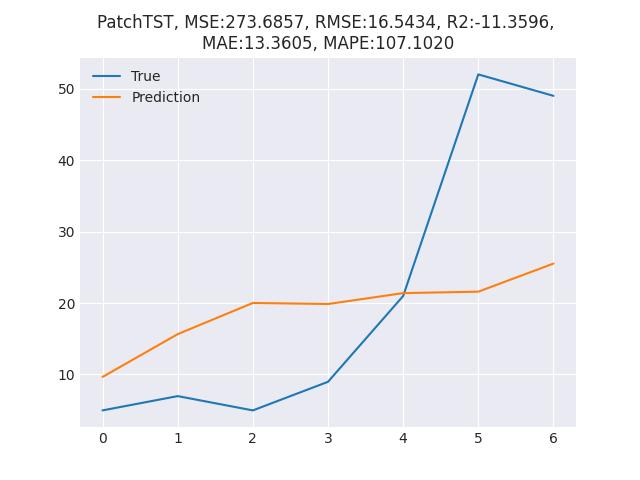 PatchTST, MSE:273.6857, RMSE:16.5434, R2:-11.3596,
MAE:13.3605, MAPE:107.1020
True
Prediction
50
40
30
20
10
0 1 2 3 4 5 6